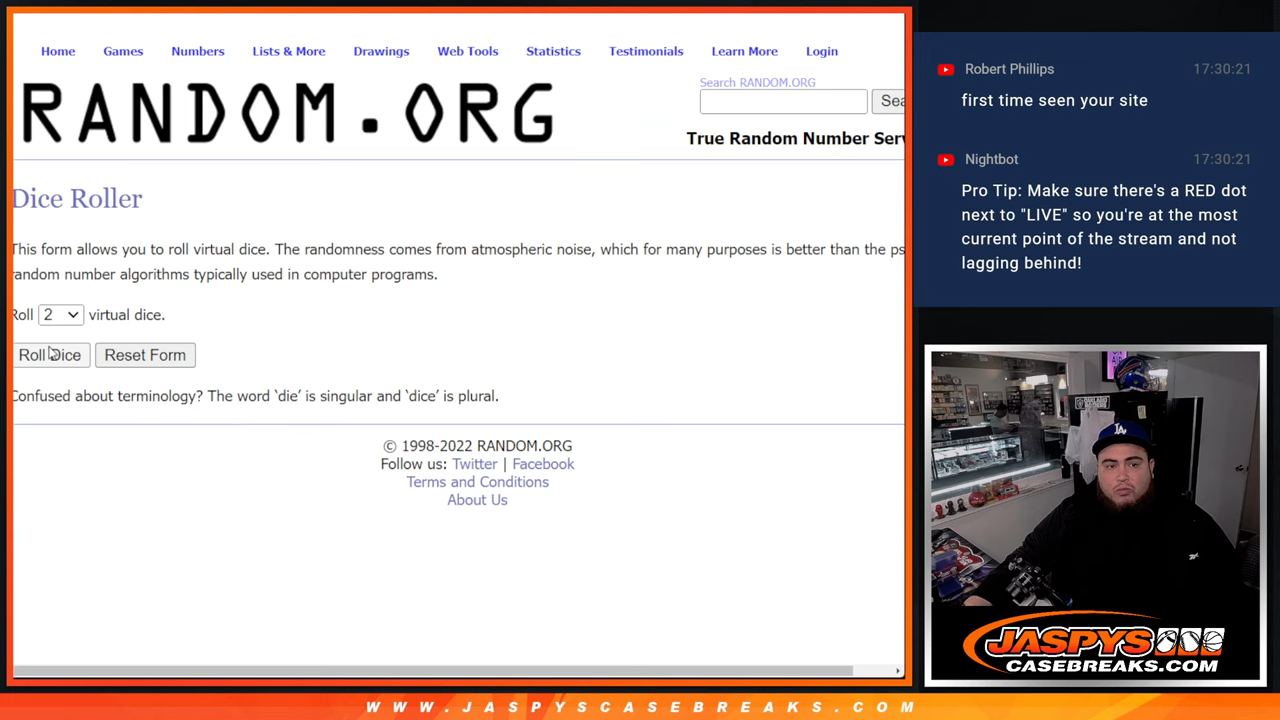 Home Games Numbers Lists & More Drawings Web Tools Statistics Testimonials Learn More Login
RANDOM.ORG
Search RANDOM.ORG
Sea
True Random Number Serv
Dice Roller
This form allows you to roll virtual dice. The randomness comes from atmospheric noise, which for many purposes is better than the ps
random number algorithms typically used in computer programs.
Roll 2 virtual dice.
Roll Dice Reset Form
Confused about terminology? The word ‘die’ is singular and ‘dice’ is plural.
© 1998-2022 RANDOM.ORG
Follow us: Twitter | Facebook
Terms and Conditions
About Us
Robert Phillips 17:30:21
first time seen your site
Nightbot 17:30:21
Pro Tip: Make sure there's a RED dot
next to "LIVE" so you're at the most
current point of the stream and not
lagging behind!
OAKLAND
RAIDERS
LA
JASPYS
CASEBREAKS.COM
WWW.JASPYSCASEBREAKS.COM